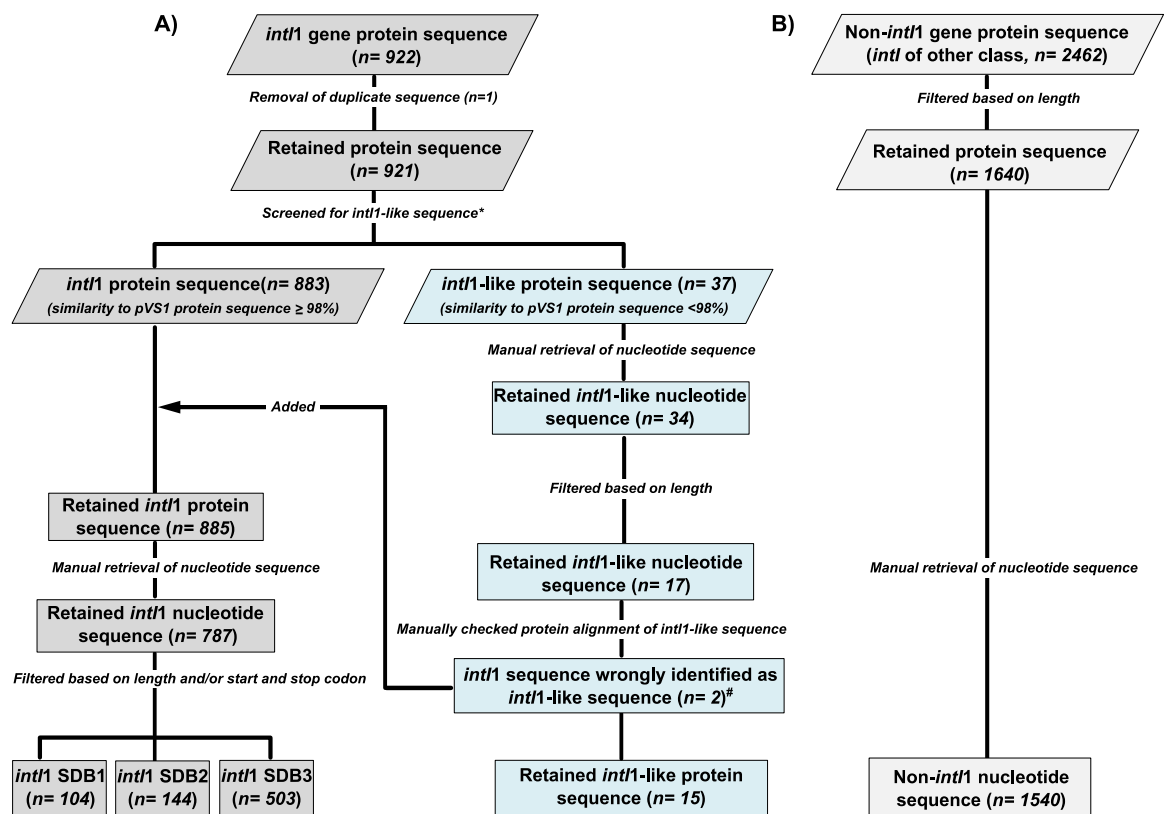 A)
intI1 gene protein sequence
(n= 922)
Removal of duplicate sequence (n=1)
Retained protein sequence
(n= 921)
Screened for intI1-like sequence*
intI1 protein sequence(n= 883)
(similarity to pVS1 protein sequence ≥ 98%)
intI1-like protein sequence (n= 37)
(similarity to pVS1 protein sequence <98%)
Manual retrieval of nucleotide sequence
Retained intI1-like nucleotide
sequence (n= 34)
Added
Filtered based on length
Retained intI1 protein
sequence (n= 885)
Manual retrieval of nucleotide sequence
Retained intI1-like nucleotide
sequence (n= 17)
Retained intI1 nucleotide
sequence (n= 787)
Manually checked protein alignment of intI1-like sequence
Filtered based on length and/or start and stop codon
intI1 sequence wrongly identified as
intI1-like sequence (n= 2)#
intI1 SDB1
(n= 104)
intI1 SDB2
(n= 144)
intI1 SDB3
(n= 503)
Retained intI1-like protein
sequence (n= 15)
B)
Non-intI1 gene protein sequence
(intI of other class, n= 2462)
Filtered based on length
Retained protein sequence
(n= 1640)
Manual retrieval of nucleotide sequence
Non-intI1 nucleotide
sequence (n= 1540)